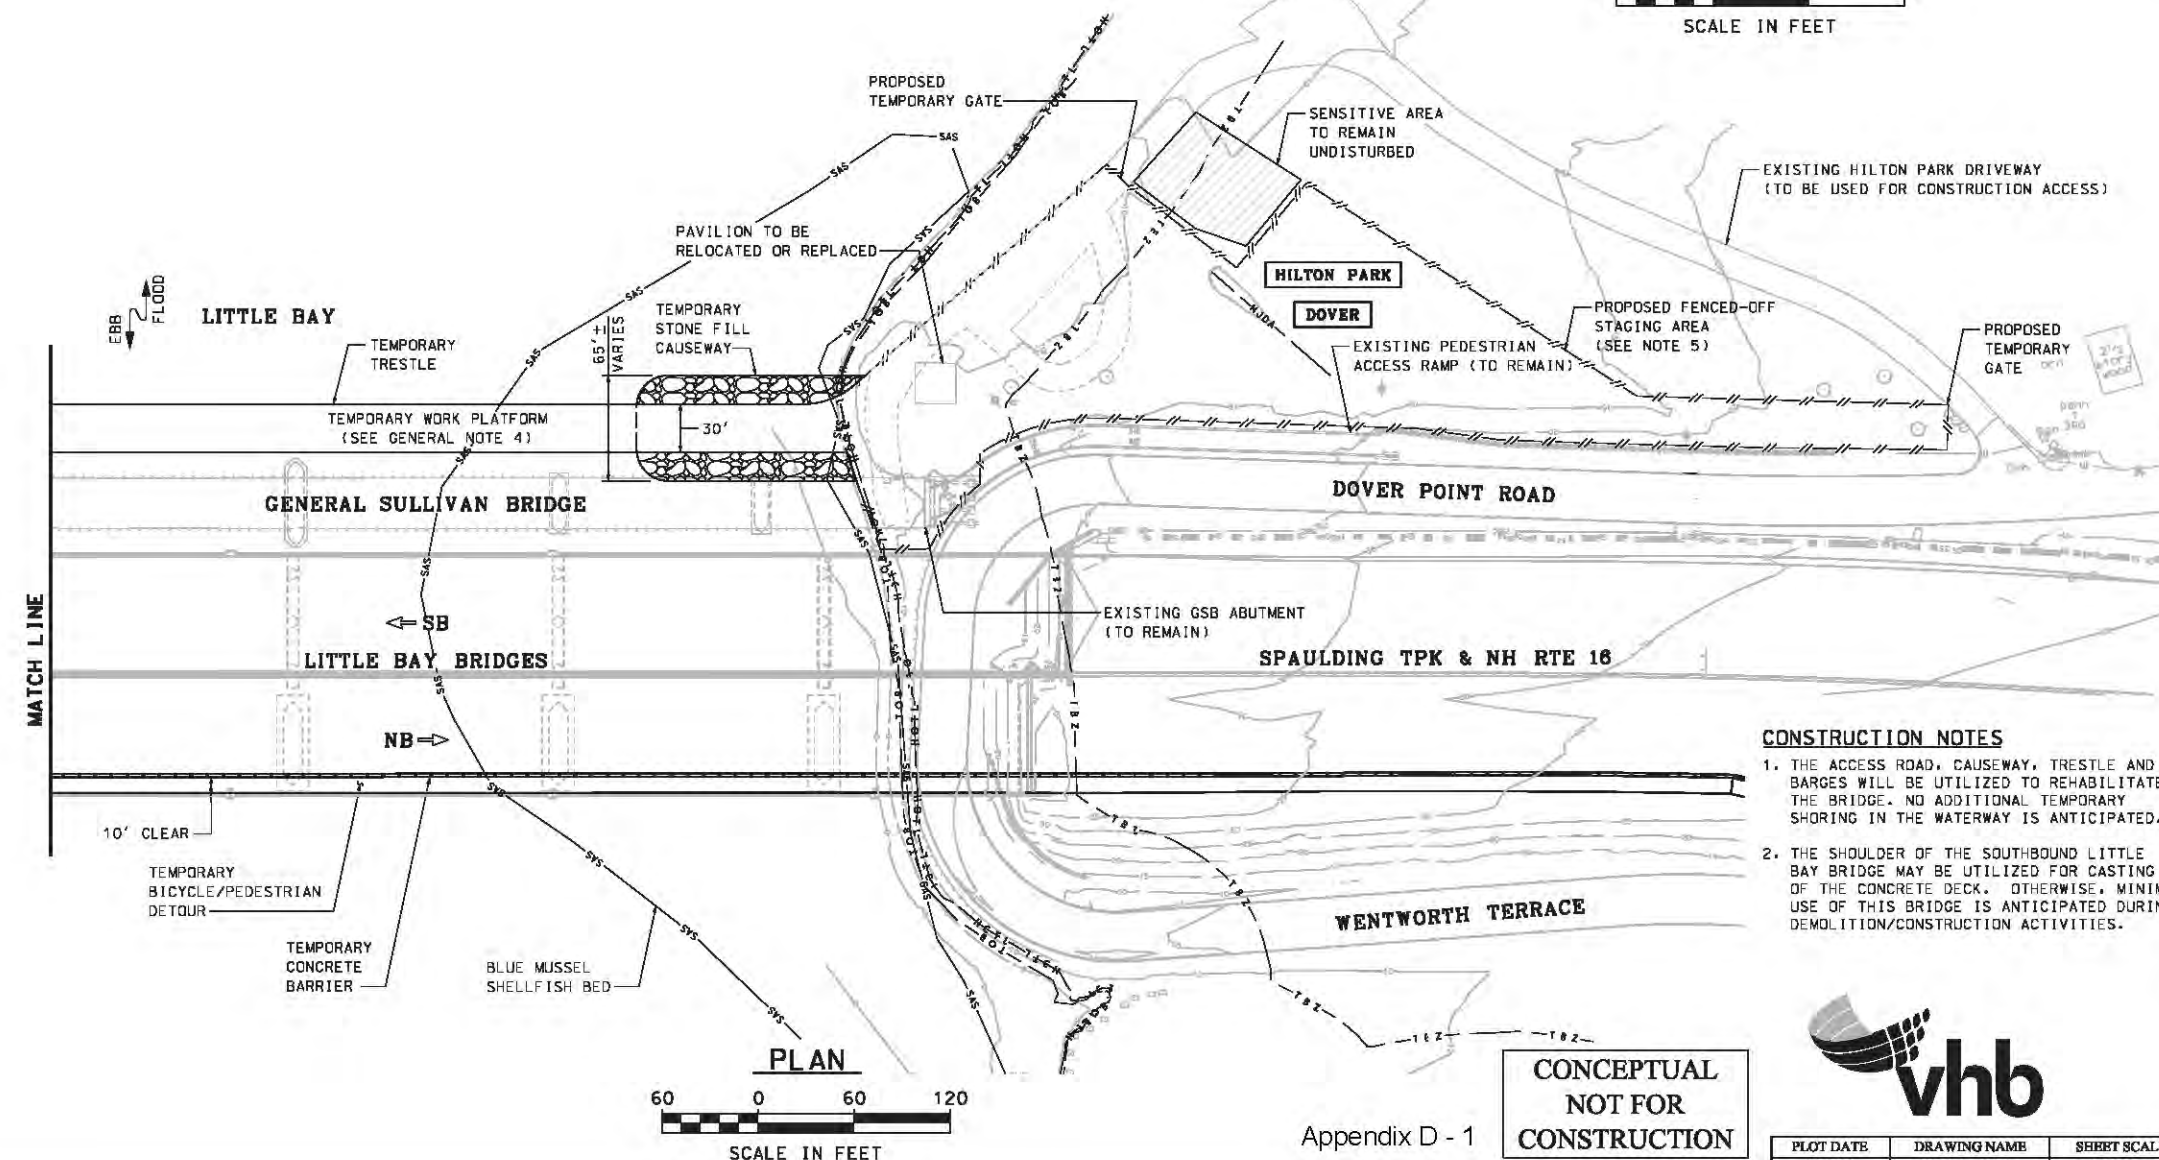 SCALE IN FEET
PROPOSED
TEMPORARY GATE
SENSITIVE AREA
TO REMAIN
UNDISTURBED
EXISTING HILTON PARK DRIVEWAY
(TO BE USED FOR CONSTRUCTION ACCESS)
PAVILION TO BE
RELOCATED OR REPLACED
HILTON PARK
DOVER
EBB
FLOOD
LITTLE BAY
TEMPORARY
TRESTLE
65'±
VARIES
TEMPORARY
STONE FILL
CAUSEWAY
PROPOSED FENCED-OFF
STAGING AREA
(SEE NOTE 5)
PROPOSED
TEMPORARY
GATE
EXISTING PEDESTRIAN
ACCESS RAMP (TO REMAIN)
TEMPORARY WORK PLATFORM
(SEE GENERAL NOTE 4)
30'
GENERAL SULLIVAN BRIDGE
DOVER POINT ROAD
MATCH LINE
SB
EXISTING GSB ABUTMENT
(TO REMAIN)
LITTLE BAY BRIDGES
SPAULDING TPK & NH RTE 16
NB
10' CLEAR
TEMPORARY
BICYCLE/PEDESTRIAN
DETOUR
TEMPORARY
CONCRETE
BARRIER
BLUE MUSSEL
SHELLFISH BED
WENTWORTH TERRACE
CONSTRUCTION NOTES
1. THE ACCESS ROAD, CAUSEWAY, TRESTLE AND
BARGES WILL BE UTILIZED TO REHABILITATE
THE BRIDGE. NO ADDITIONAL TEMPORARY
SHORING IN THE WATERWAY IS ANTICIPATED.
2. THE SHOULDER OF THE SOUTHBOUND LITTLE
BAY BRIDGE MAY BE UTILIZED FOR CASTING
OF THE CONCRETE DECK. OTHERWISE, MINIM
USE OF THIS BRIDGE IS ANTICIPATED DURIN
DEMOLITION/CONSTRUCTION ACTIVITIES.
PLAN
60 0 60 120
SCALE IN FEET
Appendix D - 1
CONCEPTUAL
NOT FOR
CONSTRUCTION
vhb
PLOT DATE DRAWING NAME SHEET SCAL